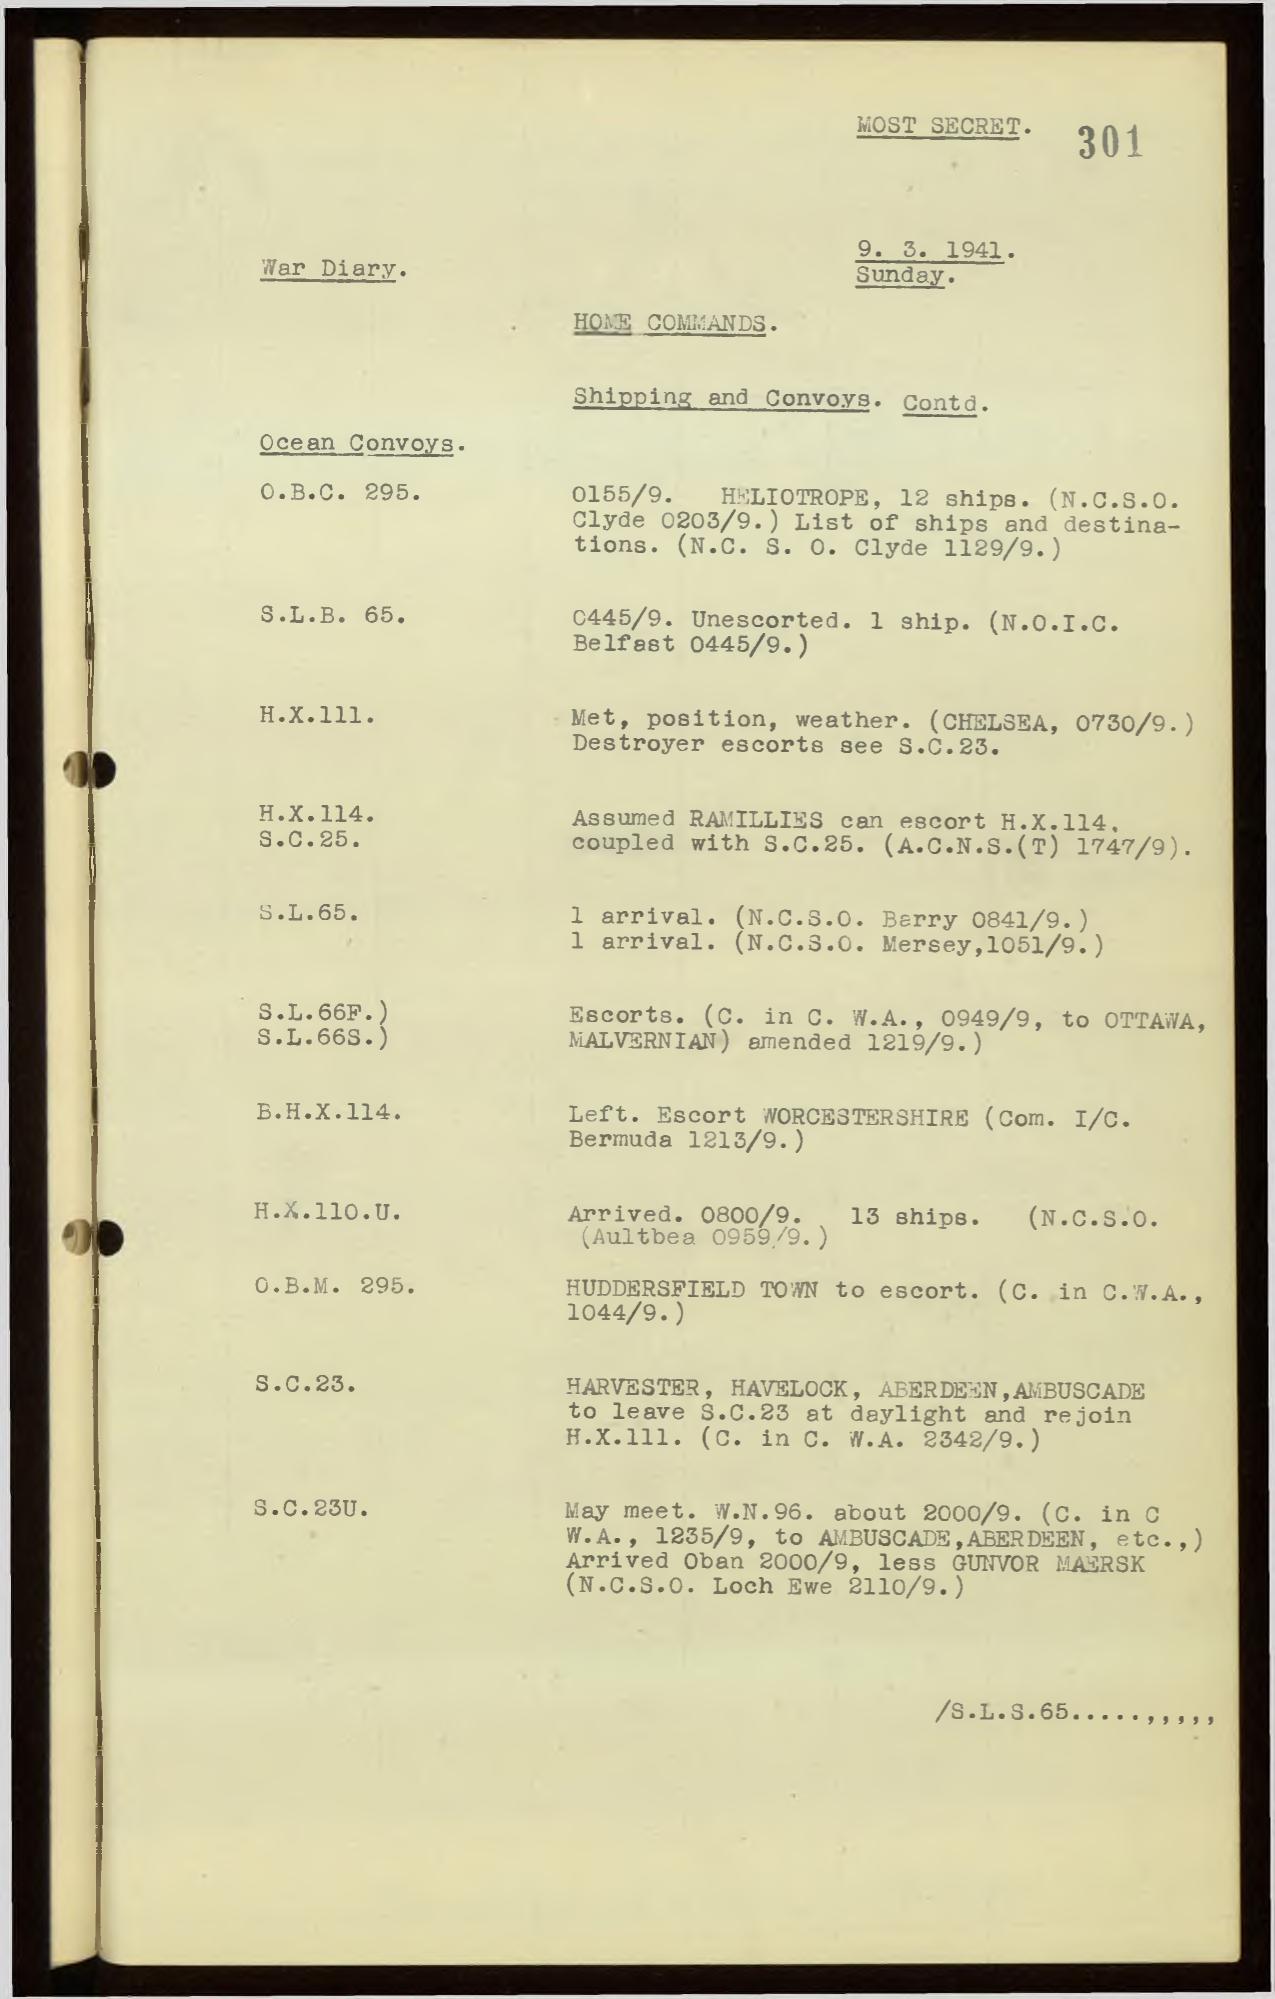 MOST SECRET. 301
9. 3. 1941.
War Diary.
Sunday.
HOME COMMANDS.
Shipping and Convoys. Contd.
Ocean Convoys.
O.B.C. 295. 0155/9. HELIOTROPE, 12 ships. (N.C.S.O.
Clyde 0203/9.) List of ships and destina-
tions. (N.C. S. O. Clyde 1129/9.)
S.L.B. 65. 0445/9. Unescorted. 1 ship. (N.O.I.C.
Belfast 0445/9.)
H.X.111. Met, position, weather. (CHELSEA, 0730/9.)
Destroyer escorts see S.C.23.
H.X.114. Assumed RAMILLIES can escort H.X.114,
S.C.25. coupled with S.C.25. (A.C.N.S.(T) 1747/9).
S.L.65. 1 arrival. (N.C.S.O. Barry 0841/9.)
1 arrival. (N.C.S.O. Mersey,1051/9.)
S.L.66F.) Escorts. (C. in C. W.A., 0949/9, to OTTAWA,
S.L.66S.) MALVERNIAN) amended 1219/9.)
B.H.X.114. Left. Escort WORCESTERSHIRE (Com. I/C.
Bermuda 1213/9.)
H.X.110.U. Arrived. 0800/9. 13 ships. (N.C.S.O.
(Aultbea 0959/9.)
O.B.M. 295. HUDDERSFIELD TOWN to escort. (C. in C.W.A.,
1044/9.)
S.C.23. HARVESTER, HAVELOCK, ABERDEEN,AMBUSCADE
to leave S.C.23 at daylight and rejoin
H.X.111. (C. in C. W.A. 2342/9.)
S.C.23U. May meet. W.N.96. about 2000/9. (C. in C
W.A., 1235/9, to AMBUSCADE,ABERDEEN, etc.,)
Arrived Oban 2000/9, less GUNVOR MAERSK
(N.C.S.O. Loch Ewe 2110/9.)
/S.L.S.65.....,,,,,